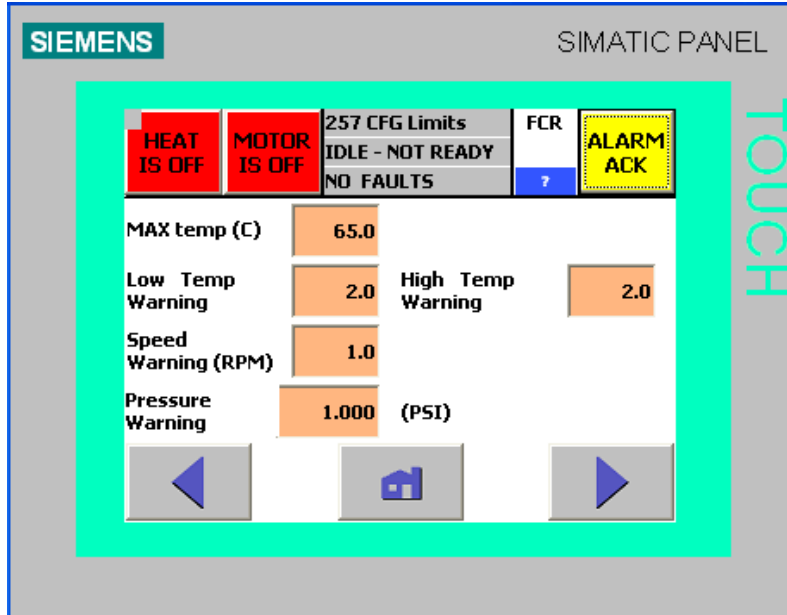 SIEMENS
SIMATIC PANEL
TOUCH
HEAT
IS OFF
MOTOR
IS OFF
257 CFG Limits
IDLE - NOT READY
NO FAULTS
FCR
?
ALARM
ACK
MAX temp (C)
65.0
Low Temp
Warning
2.0
High Temp
Warning
2.0
Speed
Warning (RPM)
1.0
Pressure
Warning
1.000
(PSI)